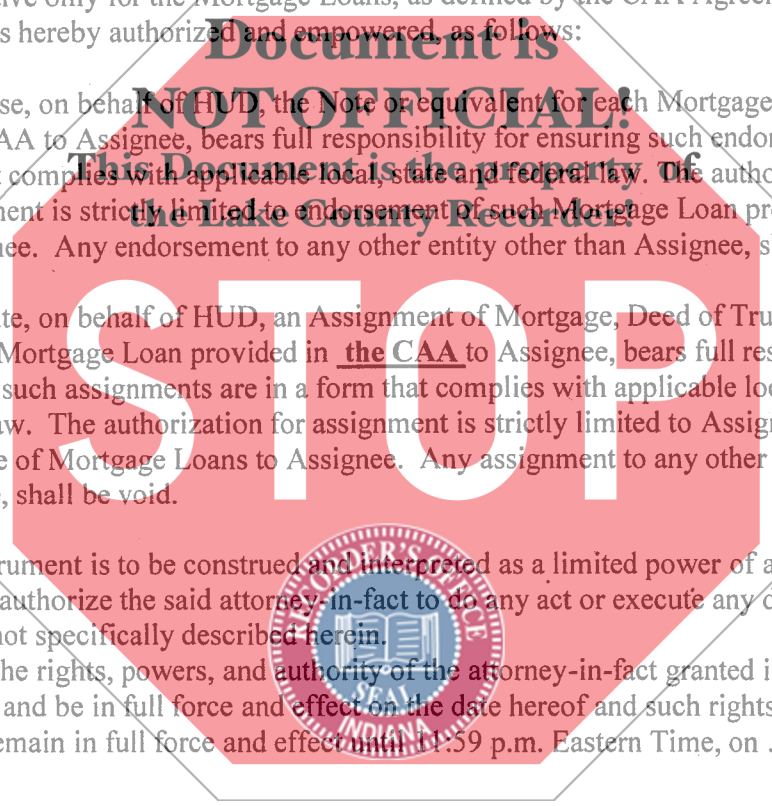 ive only for the Mortgage Loans, as defined by the CAA Agree
s hereby authorized and empowered, as follows:
Document is
NOT OFFICIAL!
This Document is the property of
the Lake County Recorder!
se, on behalf of HUD, the Note or equivalent for each Mortgage
AA to Assignee, bears full responsibility for ensuring such endor
t complies with applicable local, state and federal law. The autho
ment is strictly limited to endorsement of such Mortgage Loan pr
nee. Any endorsement to any other entity other than Assignee, s
STOP
te, on behalf of HUD, an Assignment of Mortgage, Deed of Tru
Mortgage Loan provided in the CAA to Assignee, bears full res
such assignments are in a form that complies with applicable loc
aw. The authorization for assignment is strictly limited to Assign
e of Mortgage Loans to Assignee. Any assignment to any other
, shall be void.
rument is to be construed and interpreted as a limited power of a
authorize the said attorney-in-fact to do any act or execute any d
not specifically described herein.
he rights, powers, and authority of the attorney-in-fact granted i
and be in full force and effect on the date hereof and such rights
emain in full force and effect until 11:59 p.m. Eastern Time, on
RECORDER'S OFFICE
SEAL
INDIANA